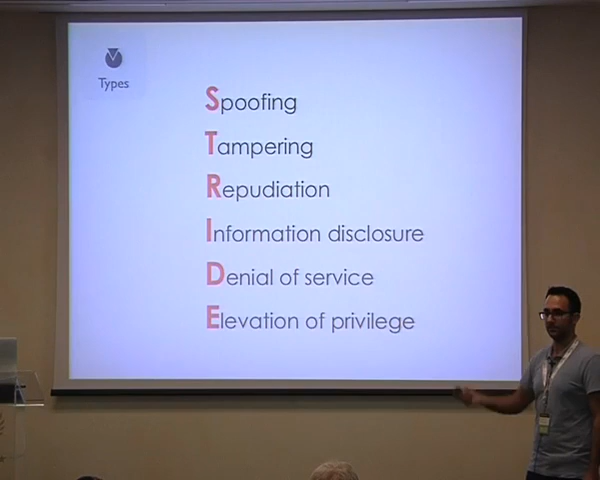 Types
Spoofing
Tampering
Repudiation
Information disclosure
Denial of service
Elevation of privilege